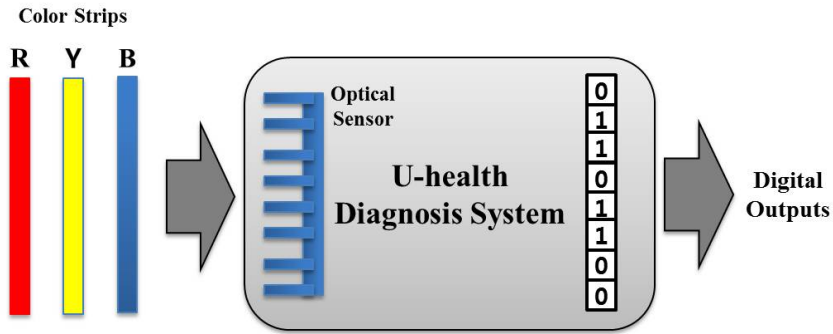 Color Strips
R Y B
Optical
Sensor
U-health
Diagnosis System
0
1
1
0
1
1
0
0
Digital
Outputs